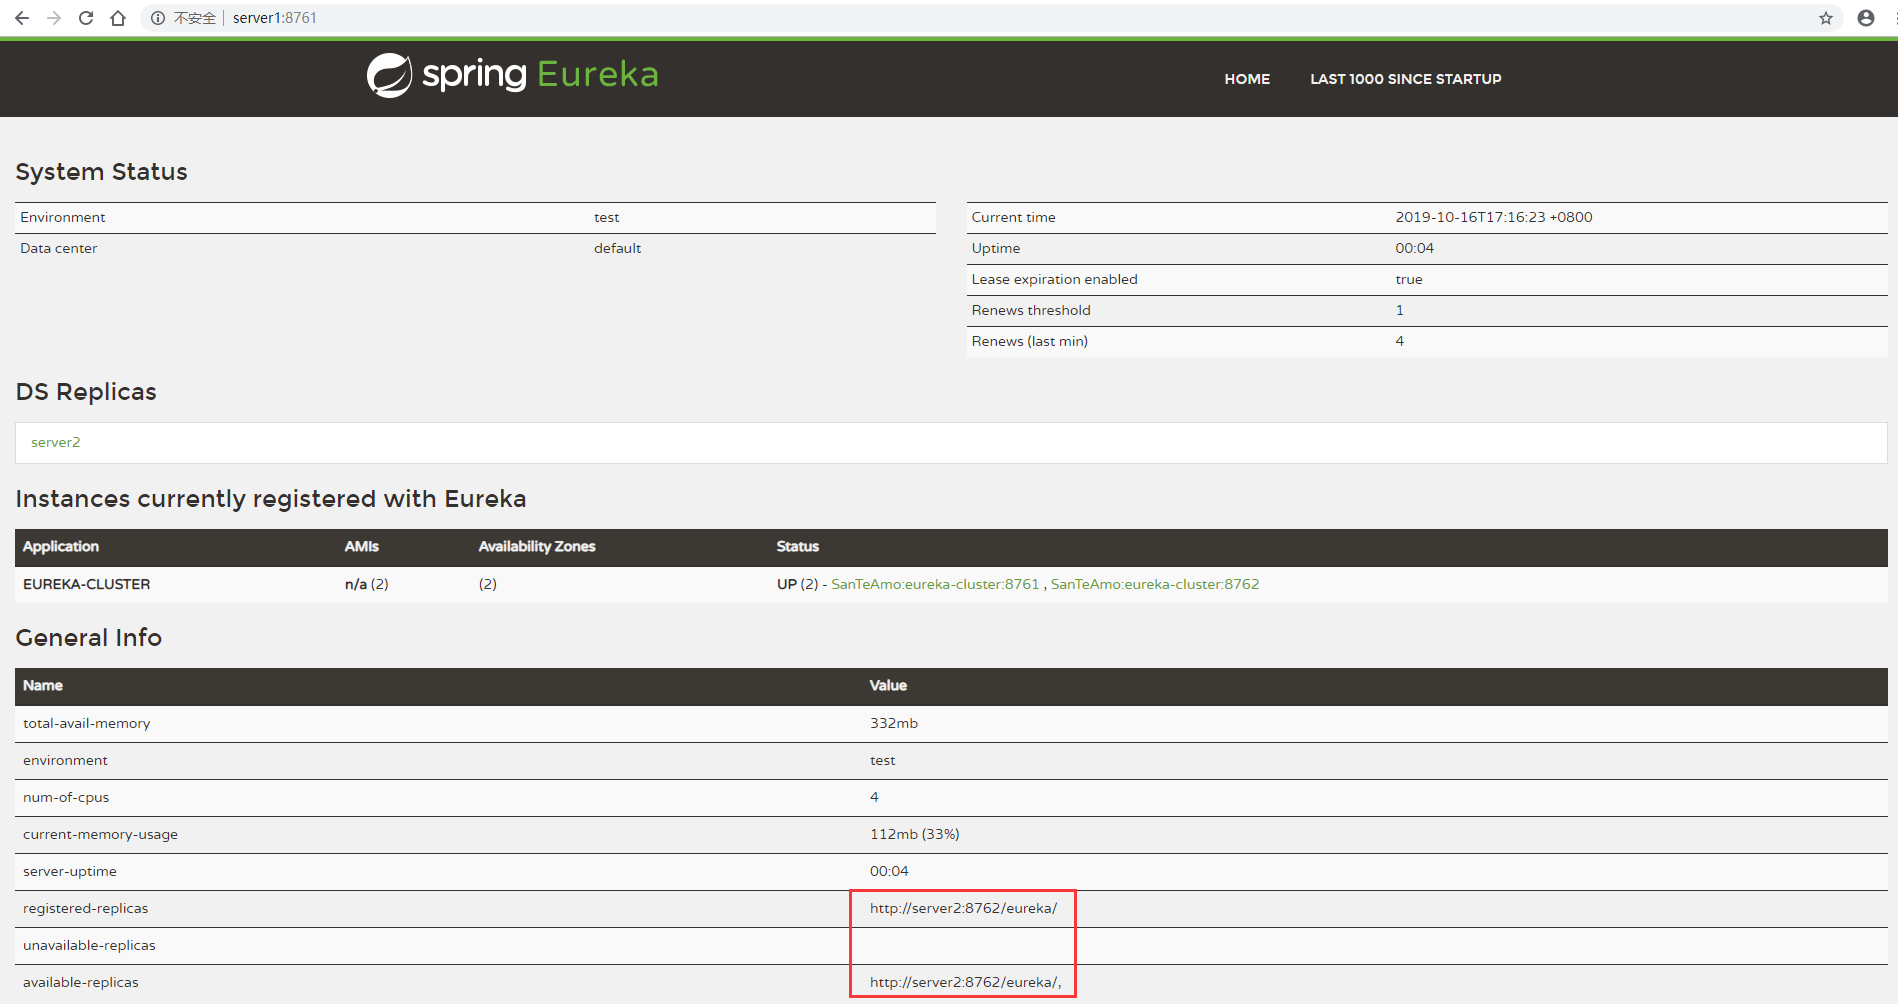 不安全 server1:8761
spring Eureka HOME LAST 1000 SINCE STARTUP
System Status
Environment test
Data center default
Current time 2019-10-16T17:16:23 +0800
Uptime 00:04
Lease expiration enabled true
Renews threshold 1
Renews (last min) 4
DS Replicas
server2
Instances currently registered with Eureka
Application AMIs Availability Zones Status
EUREKA-CLUSTER n/a (2) (2) UP (2) - SanTeAmo:eureka-cluster:8761 , SanTeAmo:eureka-cluster:8762
General Info
Name Value
total-avail-memory 332mb
environment test
num-of-cpus 4
current-memory-usage 112mb (33%)
server-uptime 00:04
registered-replicas http://server2:8762/eureka/
unavailable-replicas
available-replicas http://server2:8762/eureka/,